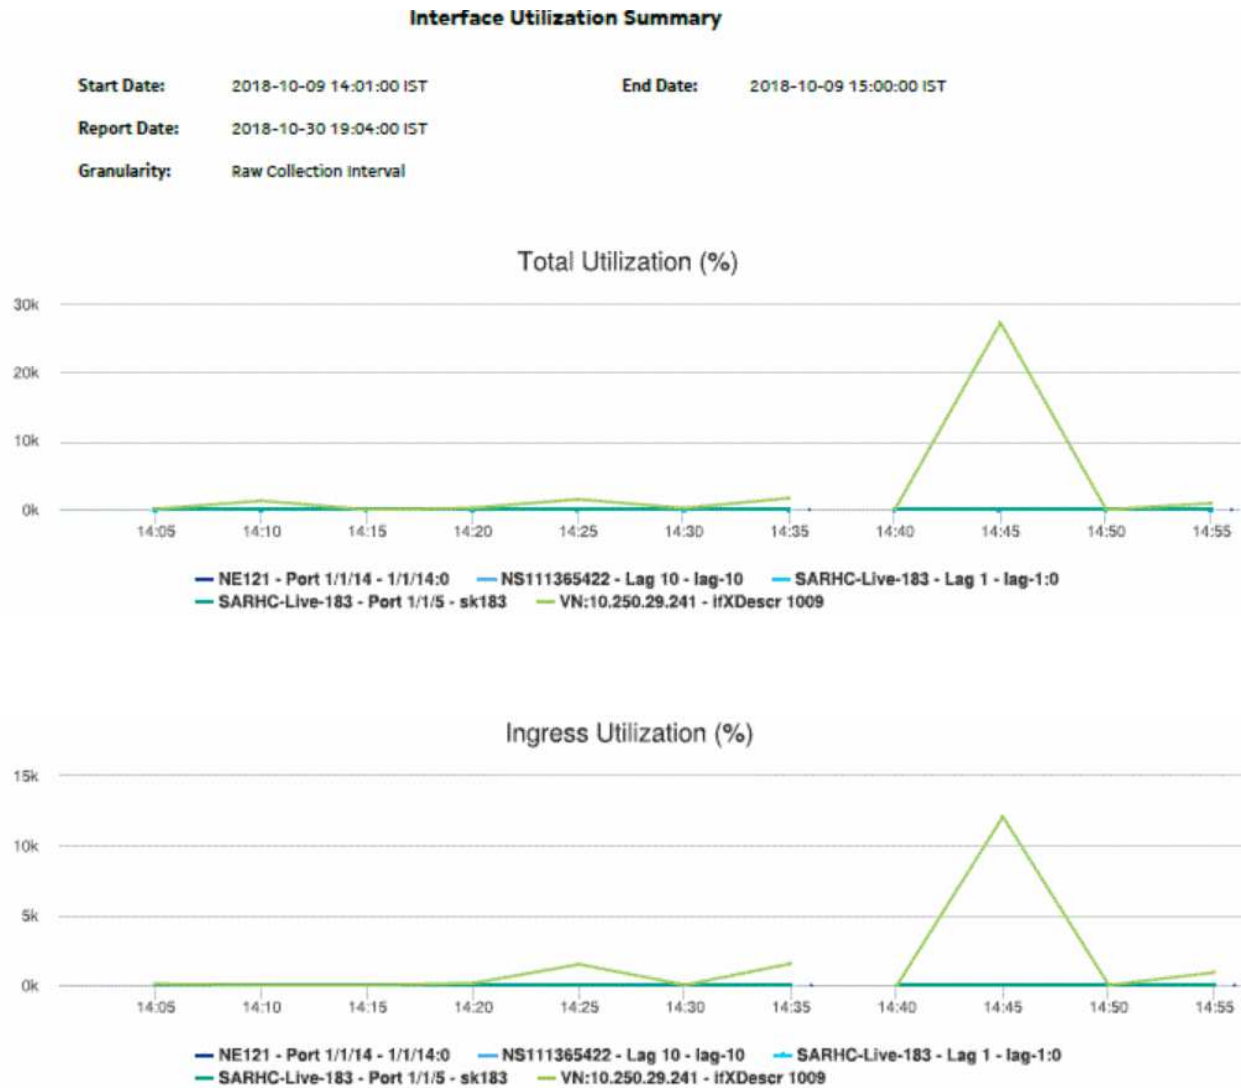 Interface Utilization Summary
Start Date: 2018-10-09 14:01:00 IST End Date: 2018-10-09 15:00:00 IST
Report Date: 2018-10-30 19:04:00 IST
Granularity: Raw Collection Interval
Total Utilization (%)
30k
20k
10k
0k
14:05 14:10 14:15 14:20 14:25 14:30 14:35 14:40 14:45 14:50 14:55
NE121 - Port 1/1/14 - 1/1/14:0 NS111365422 - Lag 10 - lag-10 SARHC-Live-183 - Lag 1 - lag-1:0
SARHC-Live-183 - Port 1/1/5 - sk183 VN:10.250.29.241 - ifXDescr 1009
Ingress Utilization (%)
15k
10k
5k
0k
14:05 14:10 14:15 14:20 14:25 14:30 14:35 14:40 14:45 14:50 14:55
NE121 - Port 1/1/14 - 1/1/14:0 NS111365422 - Lag 10 - lag-10 SARHC-Live-183 - Lag 1 - lag-1:0
SARHC-Live-183 - Port 1/1/5 - sk183 VN:10.250.29.241 - ifXDescr 1009